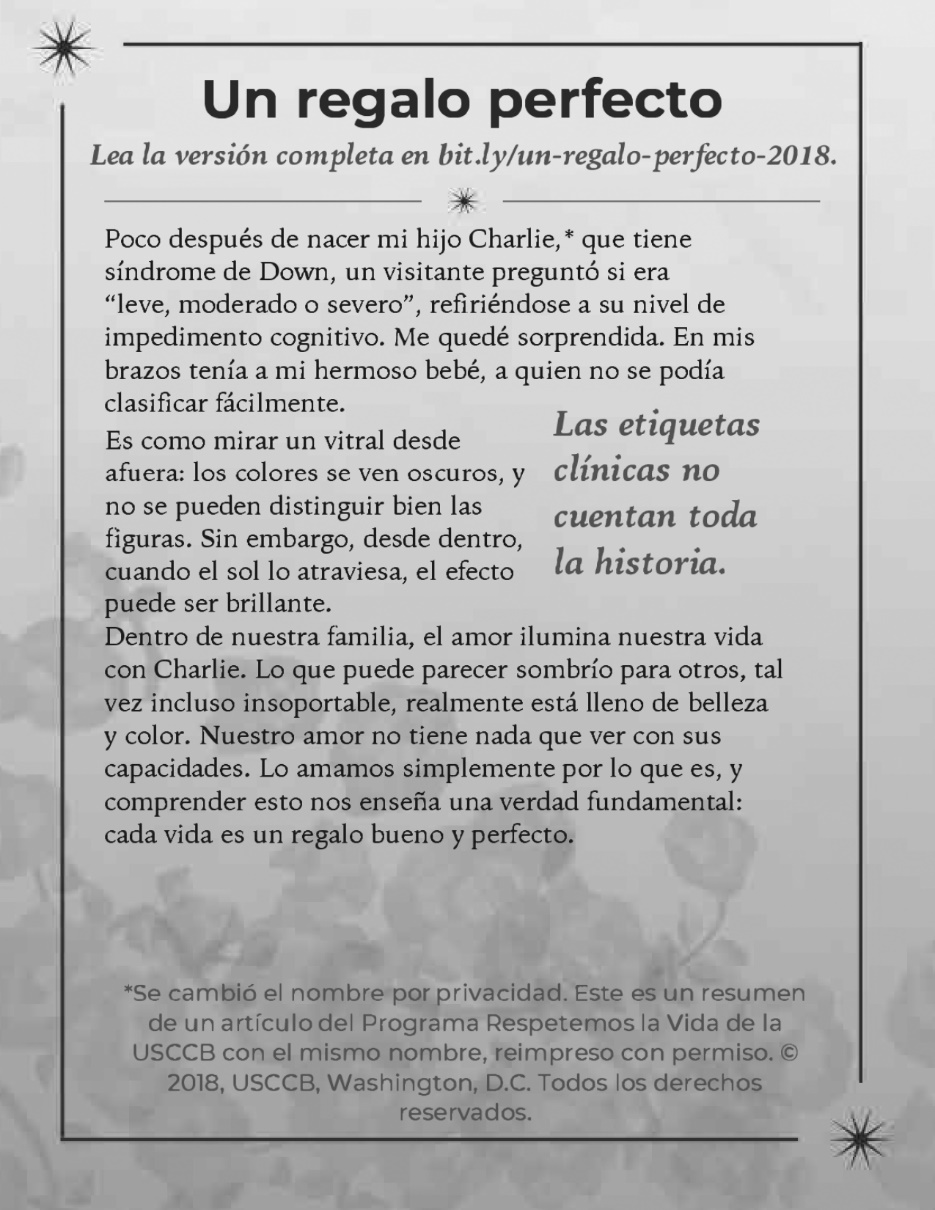 Un regalo perfecto
Lea la versión completa en bit.ly/un-regalo-perfecto-2018.
Poco después de nacer mi hijo Charlie,* que tiene
síndrome de Down, un visitante preguntó si era
“leve, moderado o severo”, refiriéndose a su nivel de
impedimento cognitivo. Me quedé sorprendida. En mis
brazos tenía a mi hermoso bebé, a quien no se podía
clasificar fácilmente.
Es como mirar un vitral desde
afuera: los colores se ven oscuros, y
no se pueden distinguir bien las
figuras. Sin embargo, desde dentro,
cuando el sol lo atraviesa, el efecto
puede ser brillante.
Las etiquetas
clínicas no
cuentan toda
la historia.
Dentro de nuestra familia, el amor ilumina nuestra vida
con Charlie. Lo que puede parecer sombrío para otros, tal
vez incluso insoportable, realmente está lleno de belleza
y color. Nuestro amor no tiene nada que ver con sus
capacidades. Lo amamos simplemente por lo que es, y
comprender esto nos enseña una verdad fundamental:
cada vida es un regalo bueno y perfecto.
*Se cambió el nombre por privacidad. Este es un resumen
de un artículo del Programa Respetemos la Vida de la
USCCB con el mismo nombre, reimpreso con permiso. ©
2018, USCCB, Washington, D.C. Todos los derechos
reservados.